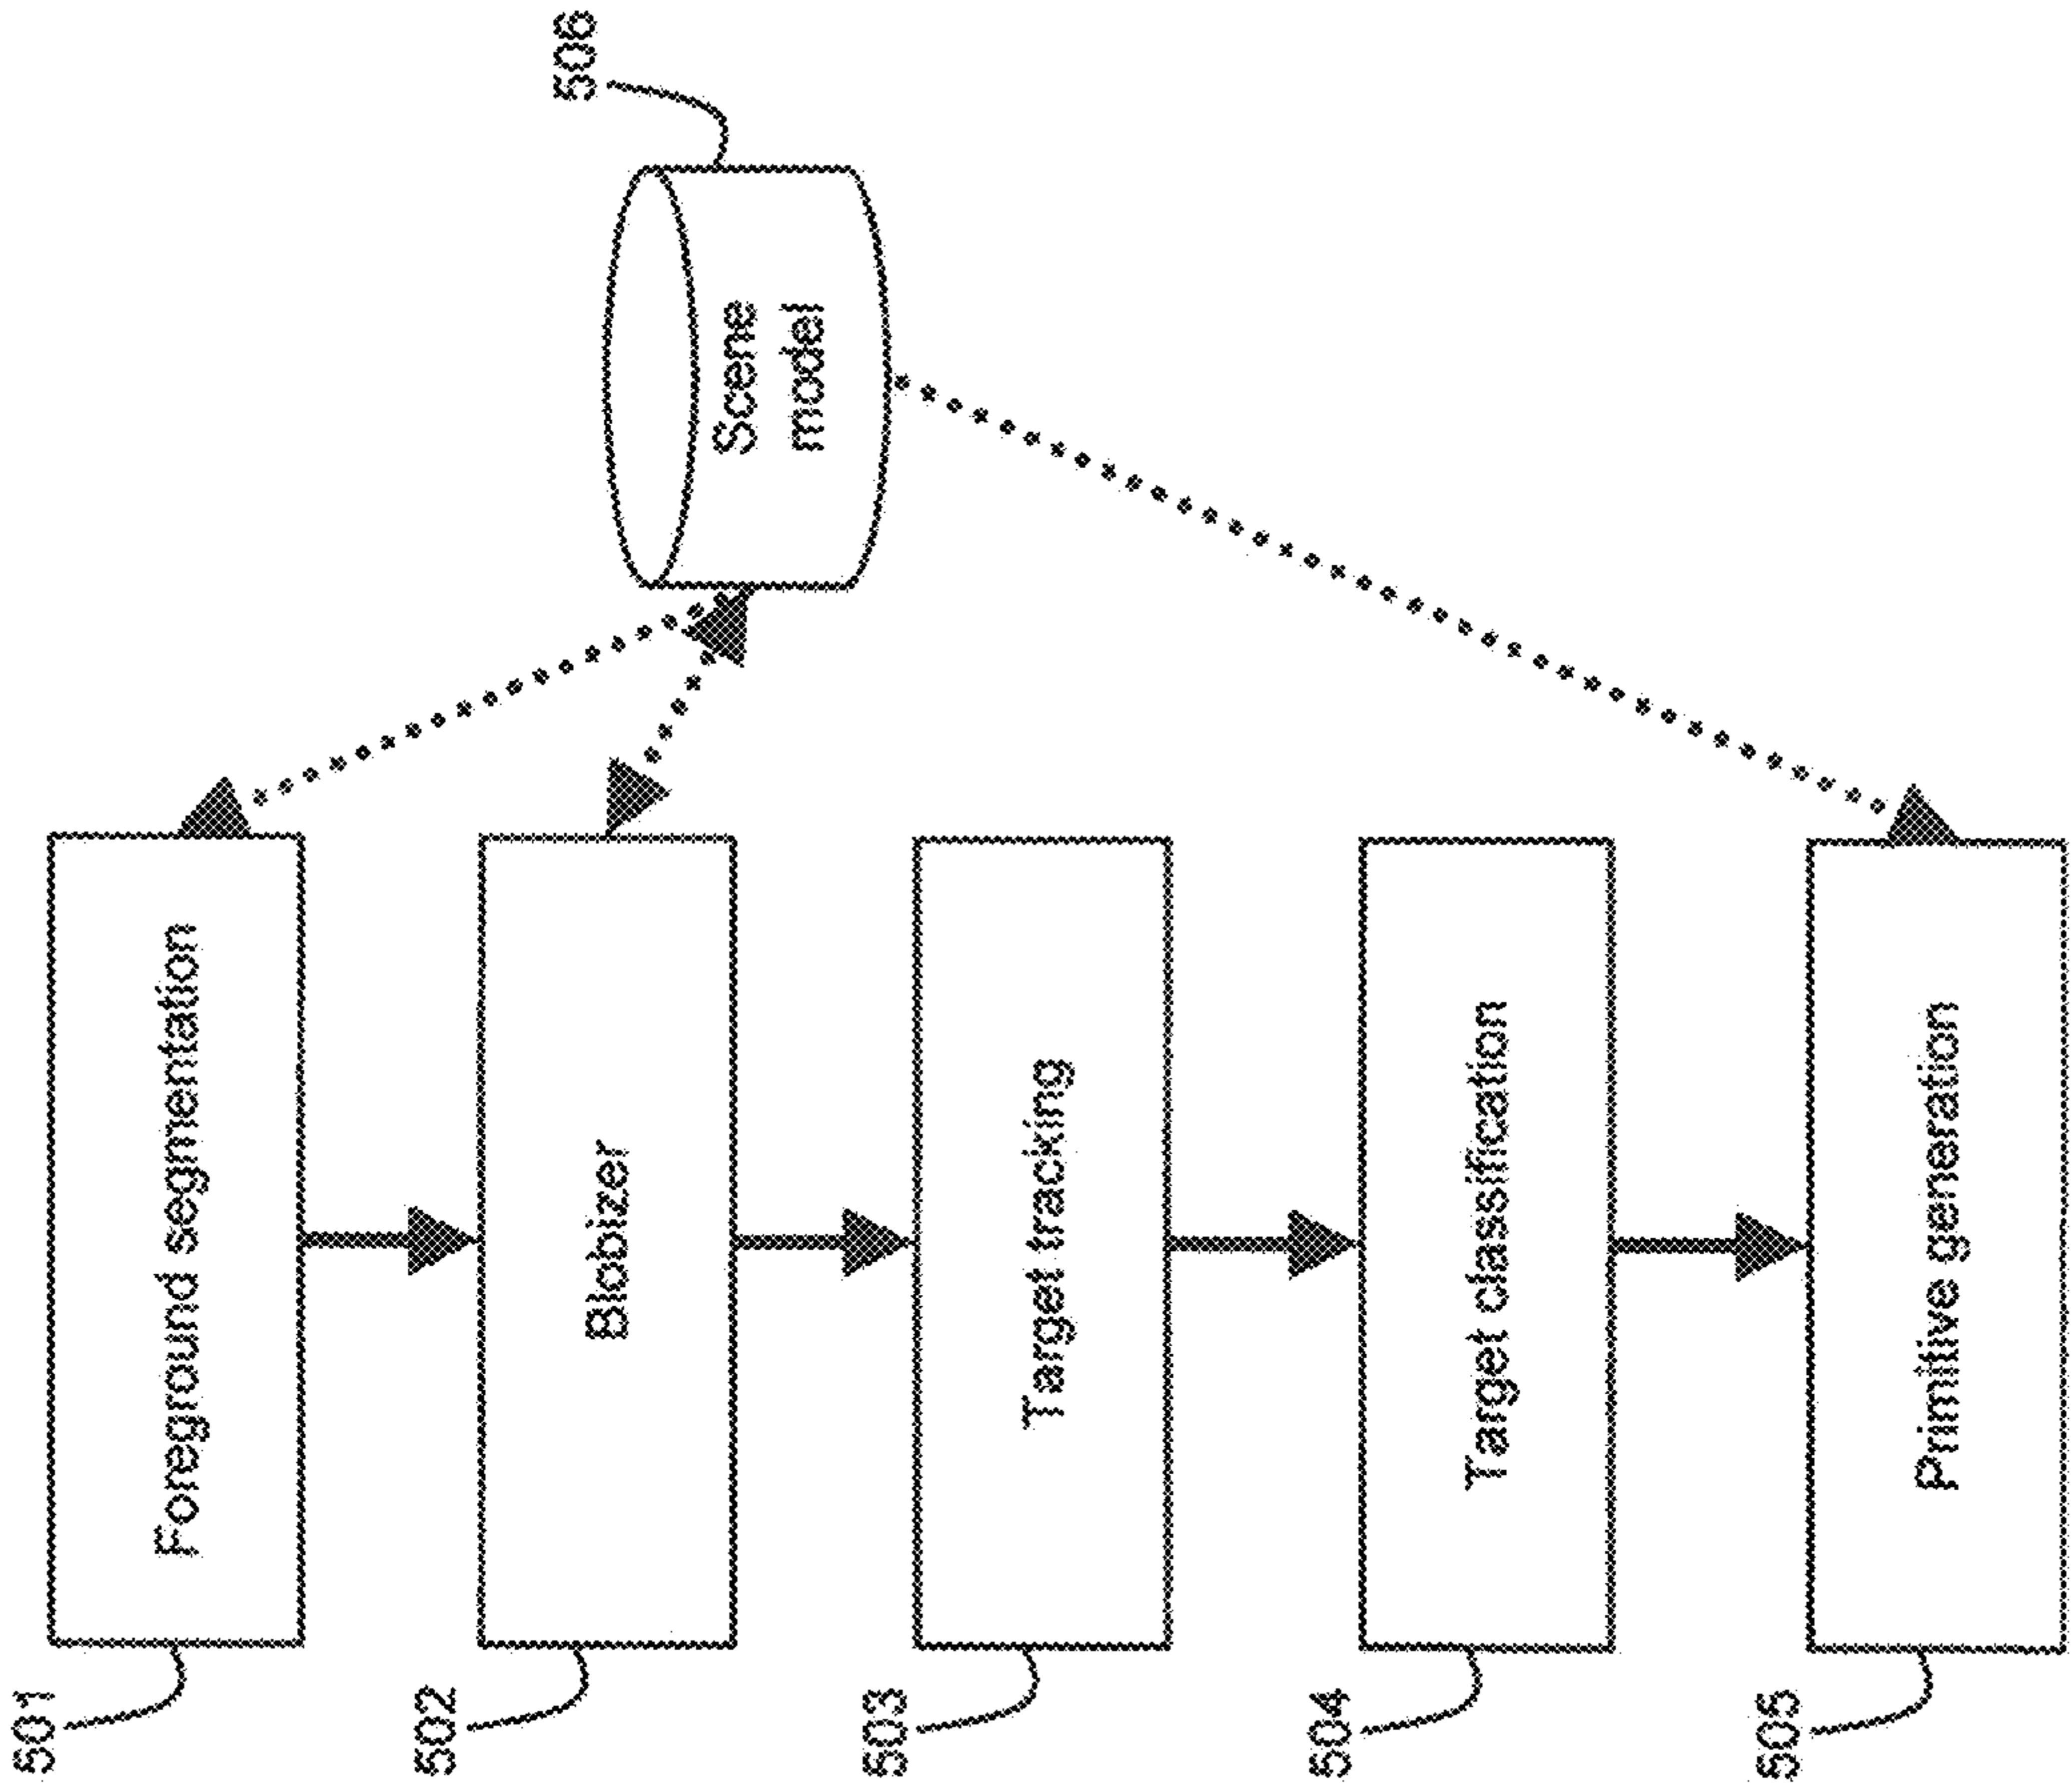 501
Foreground segmentation
502
Blobizer
503
Target tracking
504
Target classification
505
Primitive generation
506
Scene
model